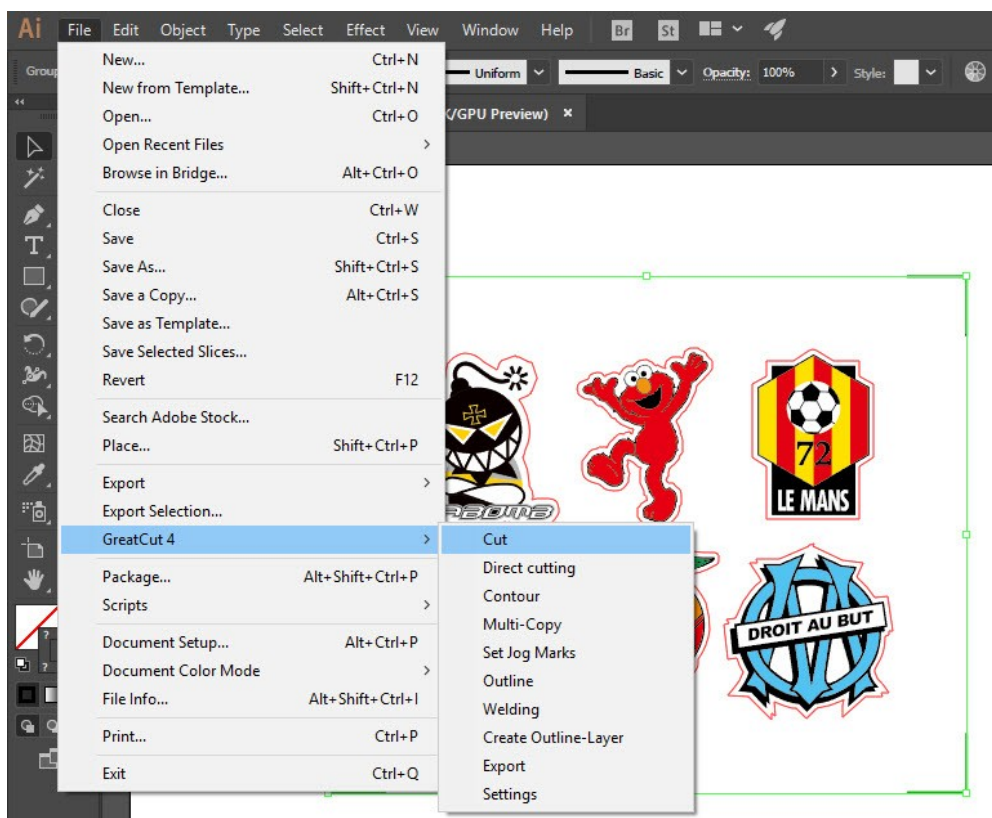 Ai File Edit Object Type Select Effect View Window Help Br St
Group Uniform Basic Opacity: 100% Style:
/GPU Preview) ×
New... Ctrl+N
New from Template... Shift+Ctrl+N
Open... Ctrl+O
Open Recent Files
Browse in Bridge... Alt+Ctrl+O
Close Ctrl+W
Save Ctrl+S
Save As... Shift+Ctrl+S
Save a Copy... Alt+Ctrl+S
Save as Template...
Save Selected Slices...
Revert F12
Search Adobe Stock...
Place... Shift+Ctrl+P
Export
Export Selection...
GreatCut 4
Package... Alt+Shift+Ctrl+P
Scripts
Document Setup... Alt+Ctrl+P
Document Color Mode
File Info... Alt+Shift+Ctrl+I
Print... Ctrl+P
Exit Ctrl+Q
Cut
Direct cutting
Contour
Multi-Copy
Set Jog Marks
Outline
Welding
Create Outline-Layer
Export
Settings
72
LE MANS
DROIT AU BUT